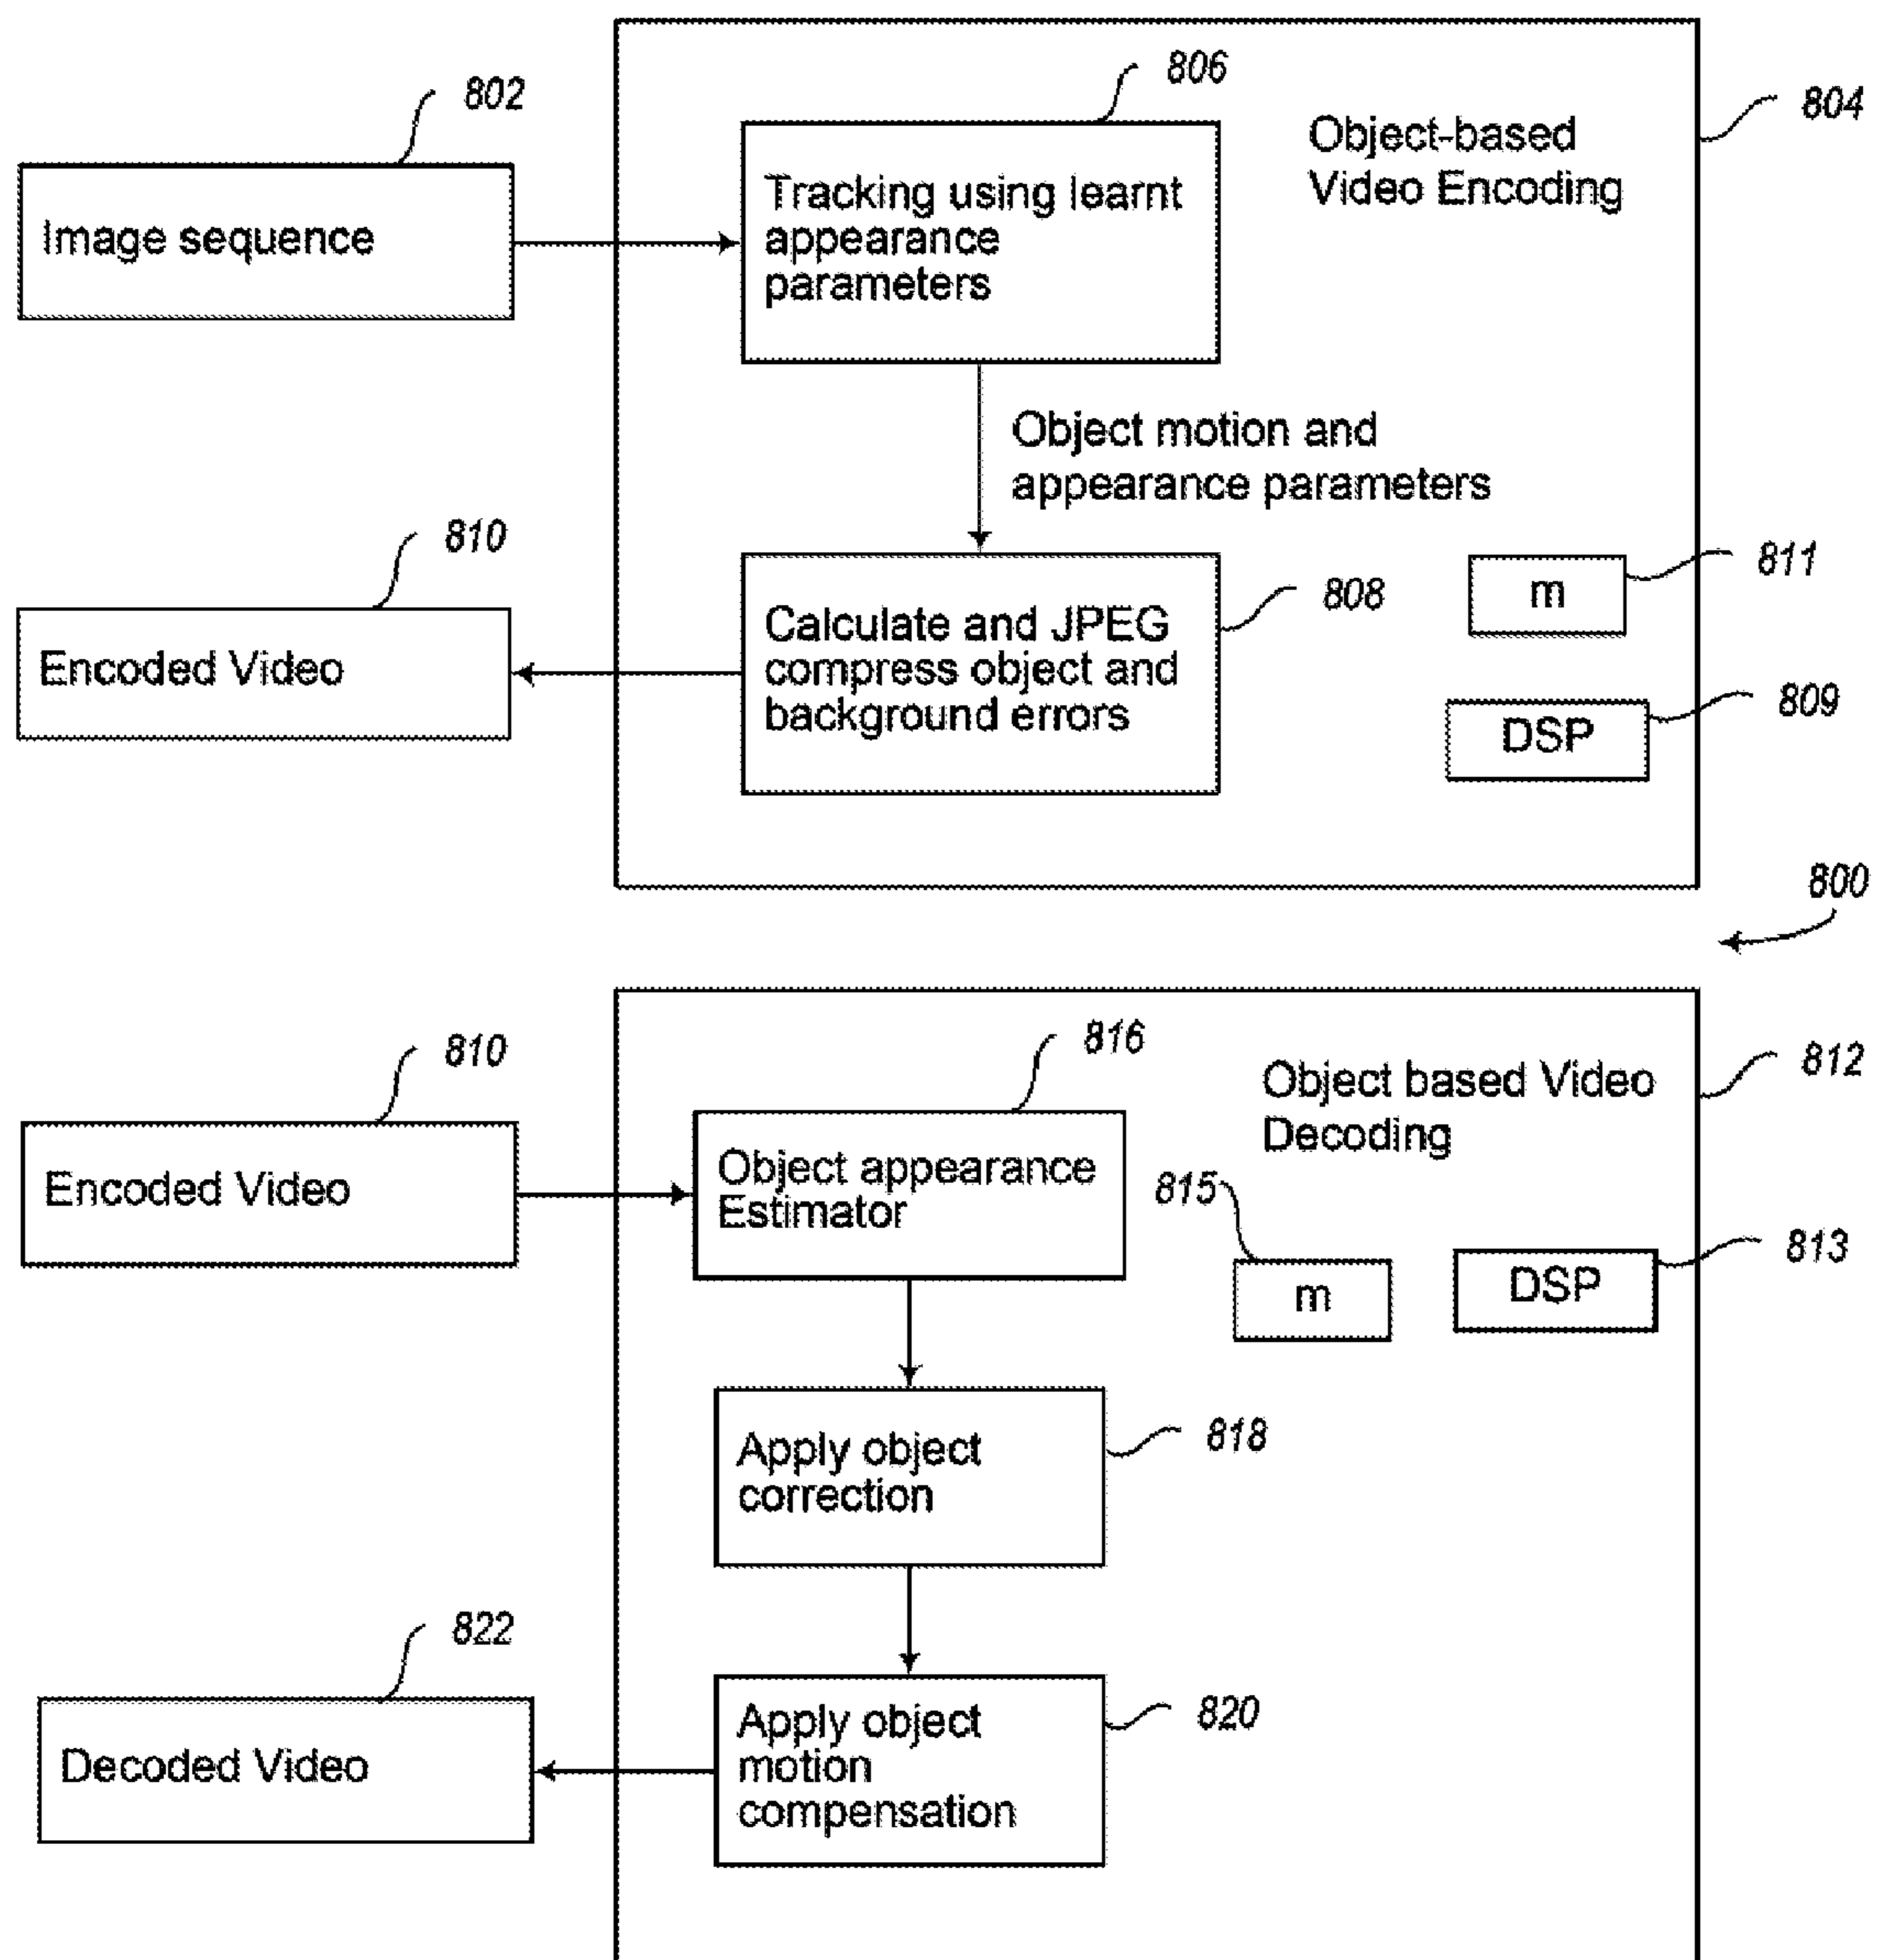 802
806
804
Object-based
Video Encoding
Image sequence
Tracking using learnt
appearance
parameters
Object motion and
appearance parameters
810
808
811
m
Encoded Video
Calculate and JPEG
compress object and
background errors
809
DSP
800
810
816
812
Object based Video
Decoding
Encoded Video
Object appearance
Estimator
815
m
813
DSP
Apply object
correction
818
822
820
Decoded Video
Apply object
motion
compensation